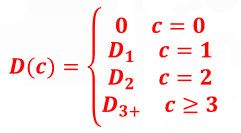 D(c) = { 0 c = 0
D₁ c = 1
D₂ c = 2
D₃₊ c ≥ 3